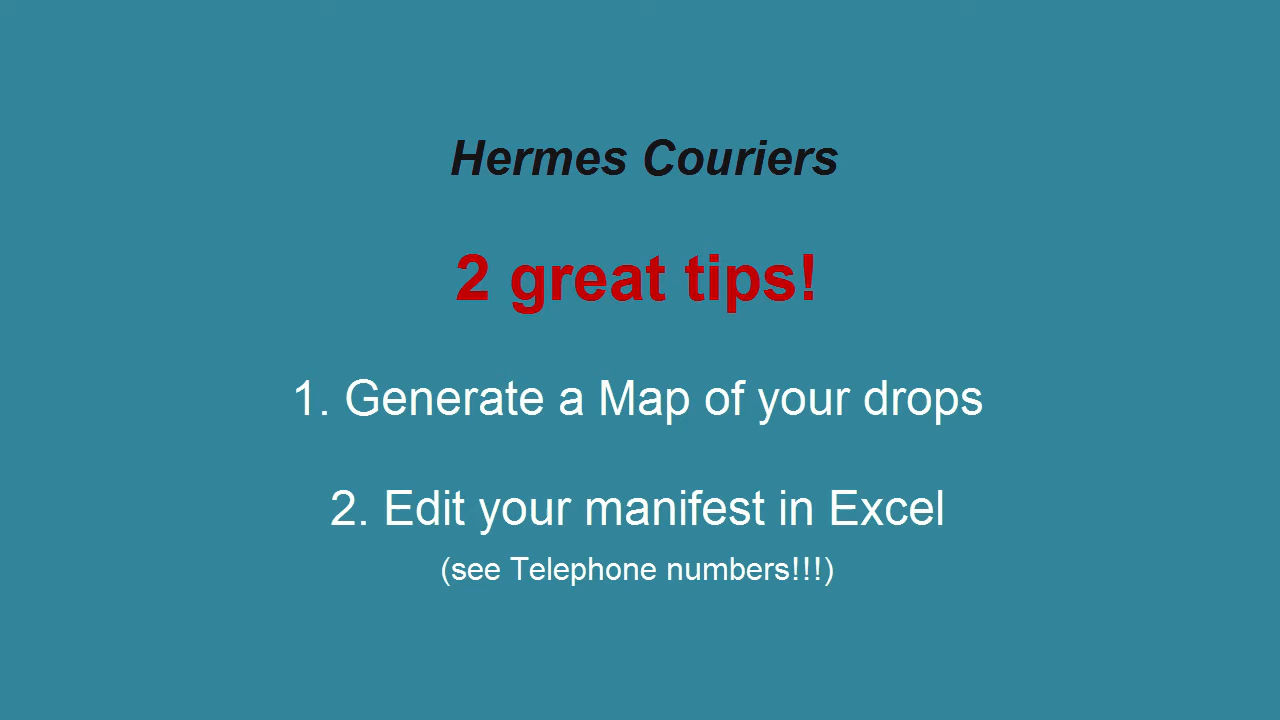 Hermes Couriers
2 great tips!
1. Generate a Map of your drops
2. Edit your manifest in Excel
(see Telephone numbers!!!)